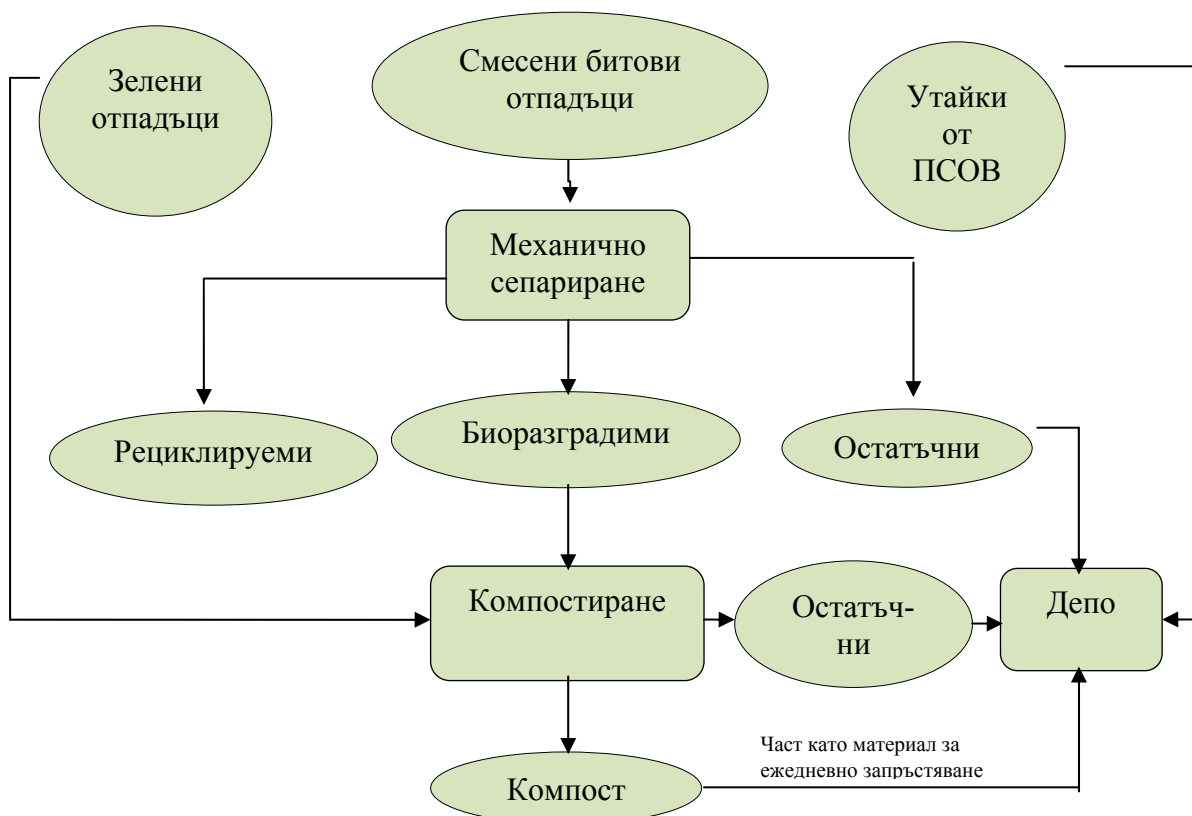 Зелени
отпадъци
Смесени битови
отпадъци
Утайки
от
ПСОВ
Механично
сепариране
Рециклируеми
Биоразградими
Остатъчни
Компостиране
Остатъч-
ни
Депо
Част като материал за
ежедневно запръстяване
Компост